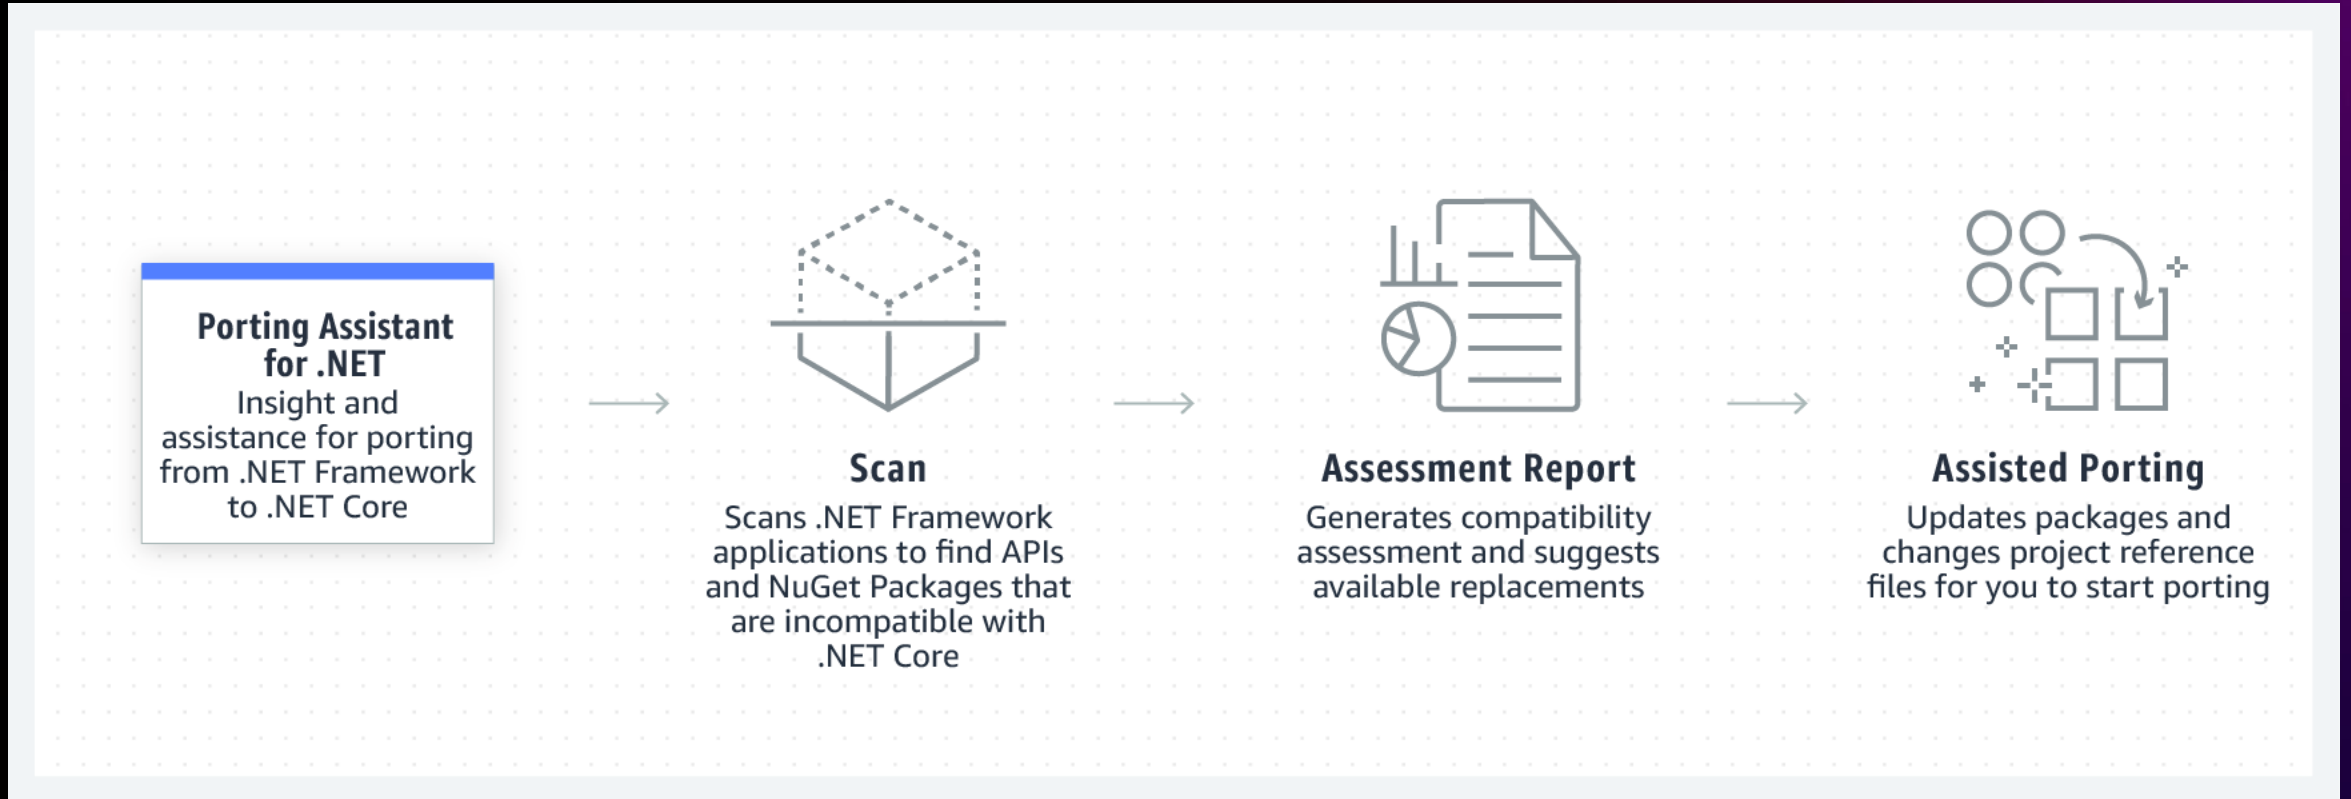 Porting Assistant
for .NET
Insight and
assistance for porting
from .NET Framework
to .NET Core
Scan
Scans .NET Framework
applications to find APIs
and NuGet Packages that
are incompatible with
.NET Core
Assessment Report
Generates compatibility
assessment and suggests
available replacements
Assisted Porting
Updates packages and
changes project reference
files for you to start porting